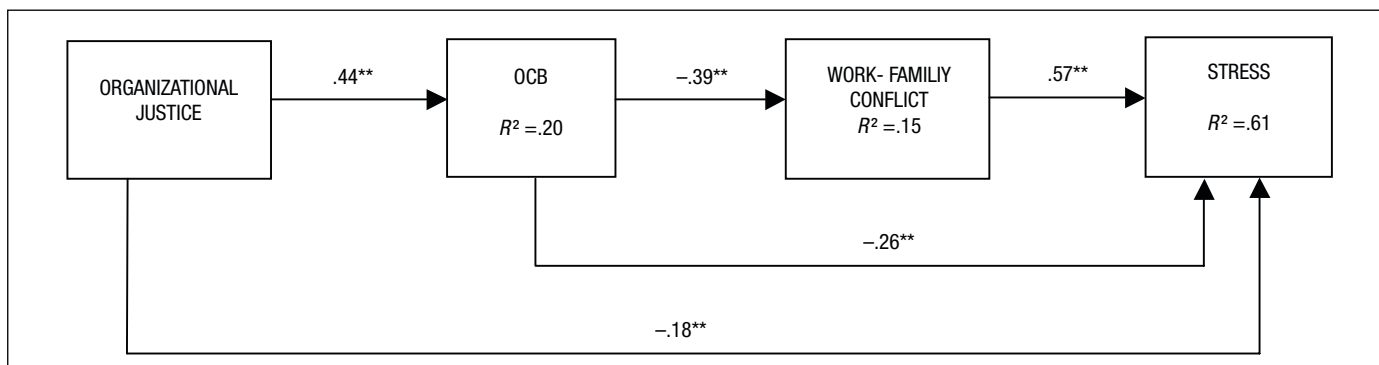 ORGANIZATIONAL
JUSTICE
.44**
OCB
R² =.20
–.39**
WORK- FAMILIY
CONFLICT
R² =.15
.57**
STRESS
R² =.61
–.26**
–.18**